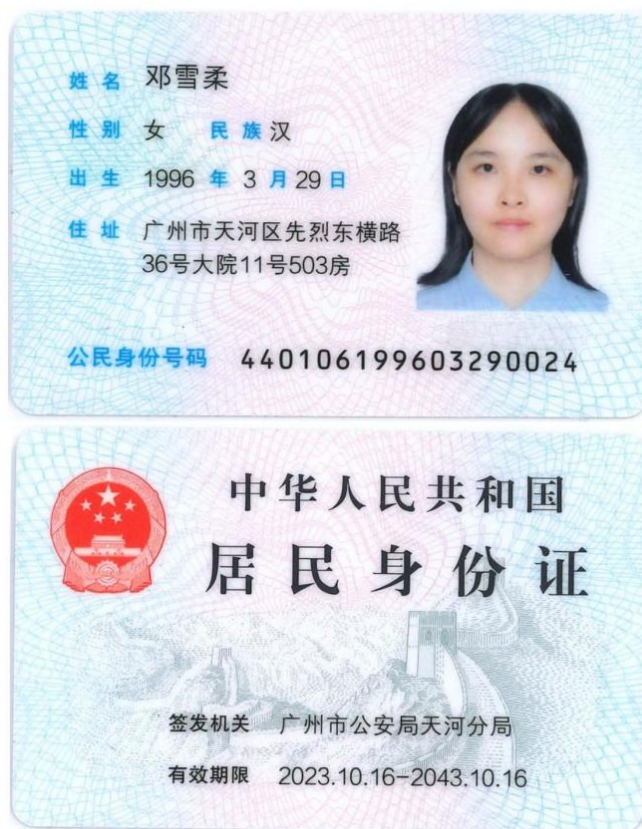 姓名 邓雪柔
性别 女 民族 汉
出生 1996 年 3 月 29 日
住址 广州市天河区先烈东横路
36号大院11号503房
公民身份号码 440106199603290024
中华人民共和国
居民身份证
签发机关 广州市公安局天河分局
有效期限 2023.10.16-2043.10.16